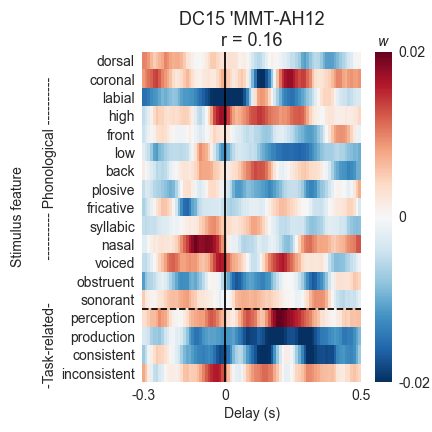 DC15 'MMT-AH12
r = 0.16
w
dorsal
coronal
labial
high
front
low
back
plosive
fricative
syllabic
nasal
voiced
obstruent
sonorant
perception
production
consistent
inconsistent
Stimulus feature
---------- Phonological ----------
-Task-related-
0.02
0
-0.02
-0.3 0 0.5
Delay (s)